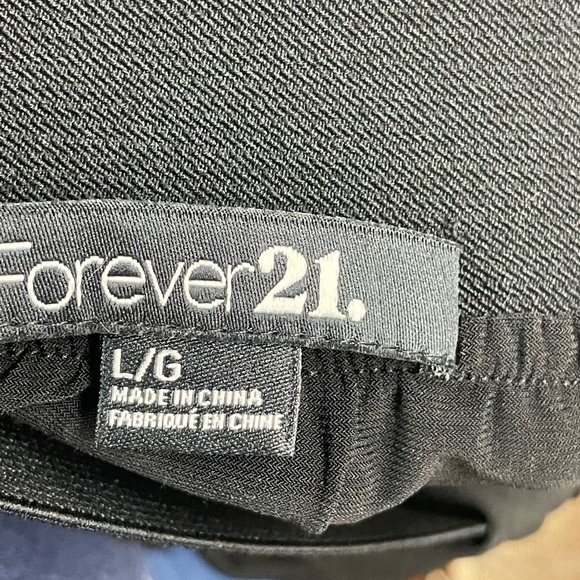 Forever21.
L/G
MADE IN CHINA
FABRIQUÉ EN CHINE